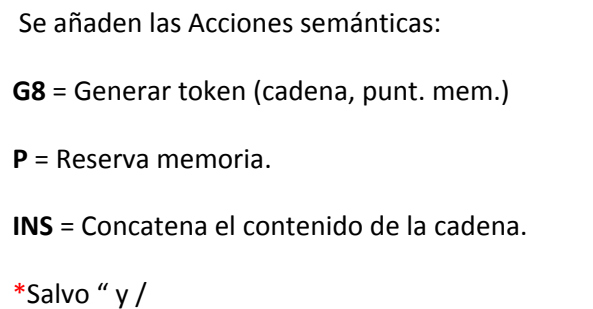 Se añaden las Acciones semánticas:
G8 = Generar token (cadena, punt. mem.)
P = Reserva memoria.
INS = Concatena el contenido de la cadena.
*Salvo “ y /